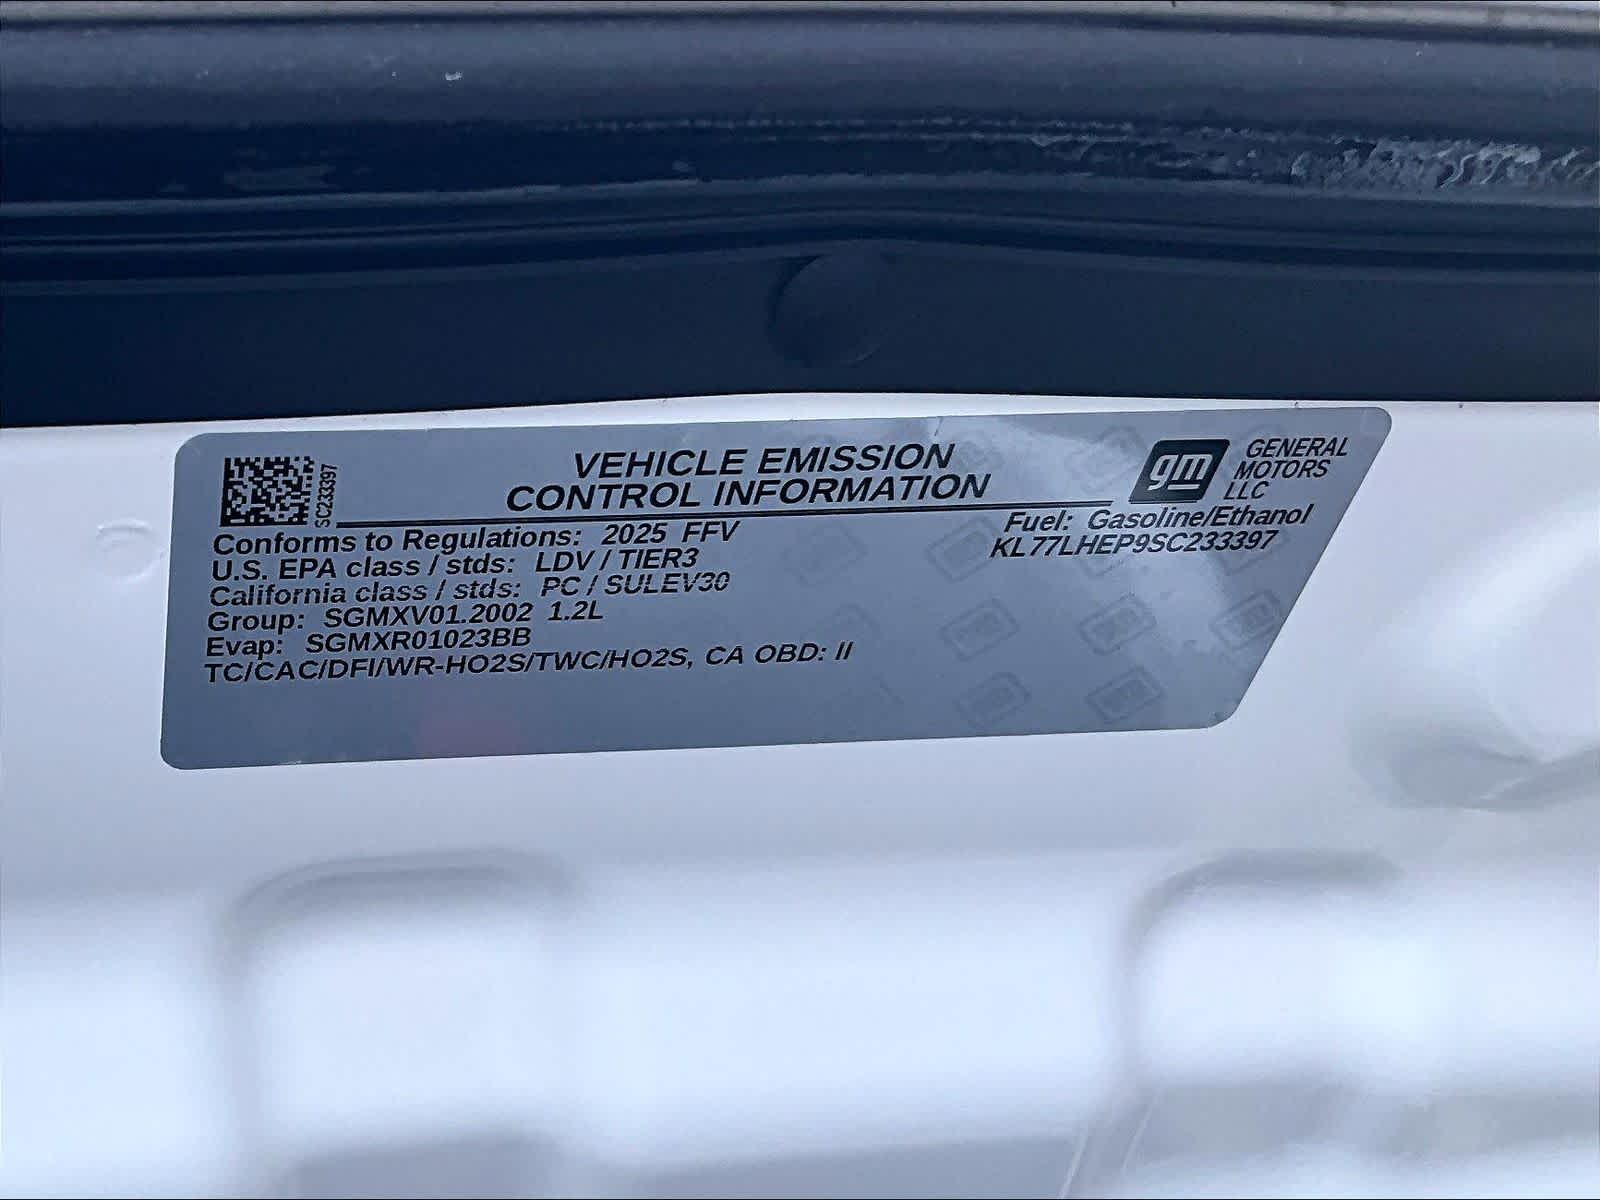 SC233397
VEHICLE EMISSION
CONTROL INFORMATION
gm
GENERAL
MOTORS
LLC
Conforms to Regulations: 2025 FFV
Fuel: Gasoline/Ethanol
U.S. EPA class / stds: LDV / TIER3
KL77LHEP9SC233397
California class / stds: PC / SULEV30
Group: SGMXV01.2002 1.2L
Evap: SGMXR01023BB
TC/CAC/DFI/WR-HO2S/TWC/HO2S, CA OBD: II